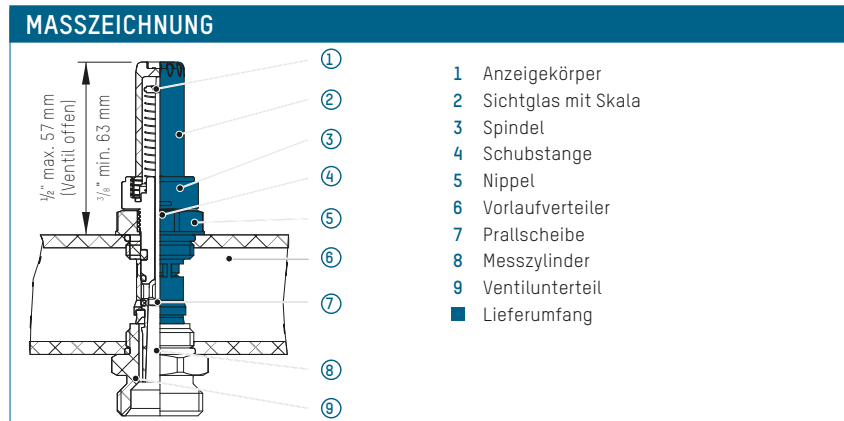 MASSZEICHNUNG
½" max. 57 mm
(Ventil offen)
³/₈" min. 63 mm
1
2
3
4
5
6
7
8
9
1 Anzeigekörper
2 Sichtglas mit Skala
3 Spindel
4 Schubstange
5 Nippel
6 Vorlaufverteiler
7 Prallscheibe
8 Messzylinder
9 Ventilunterteil
Lieferumfang